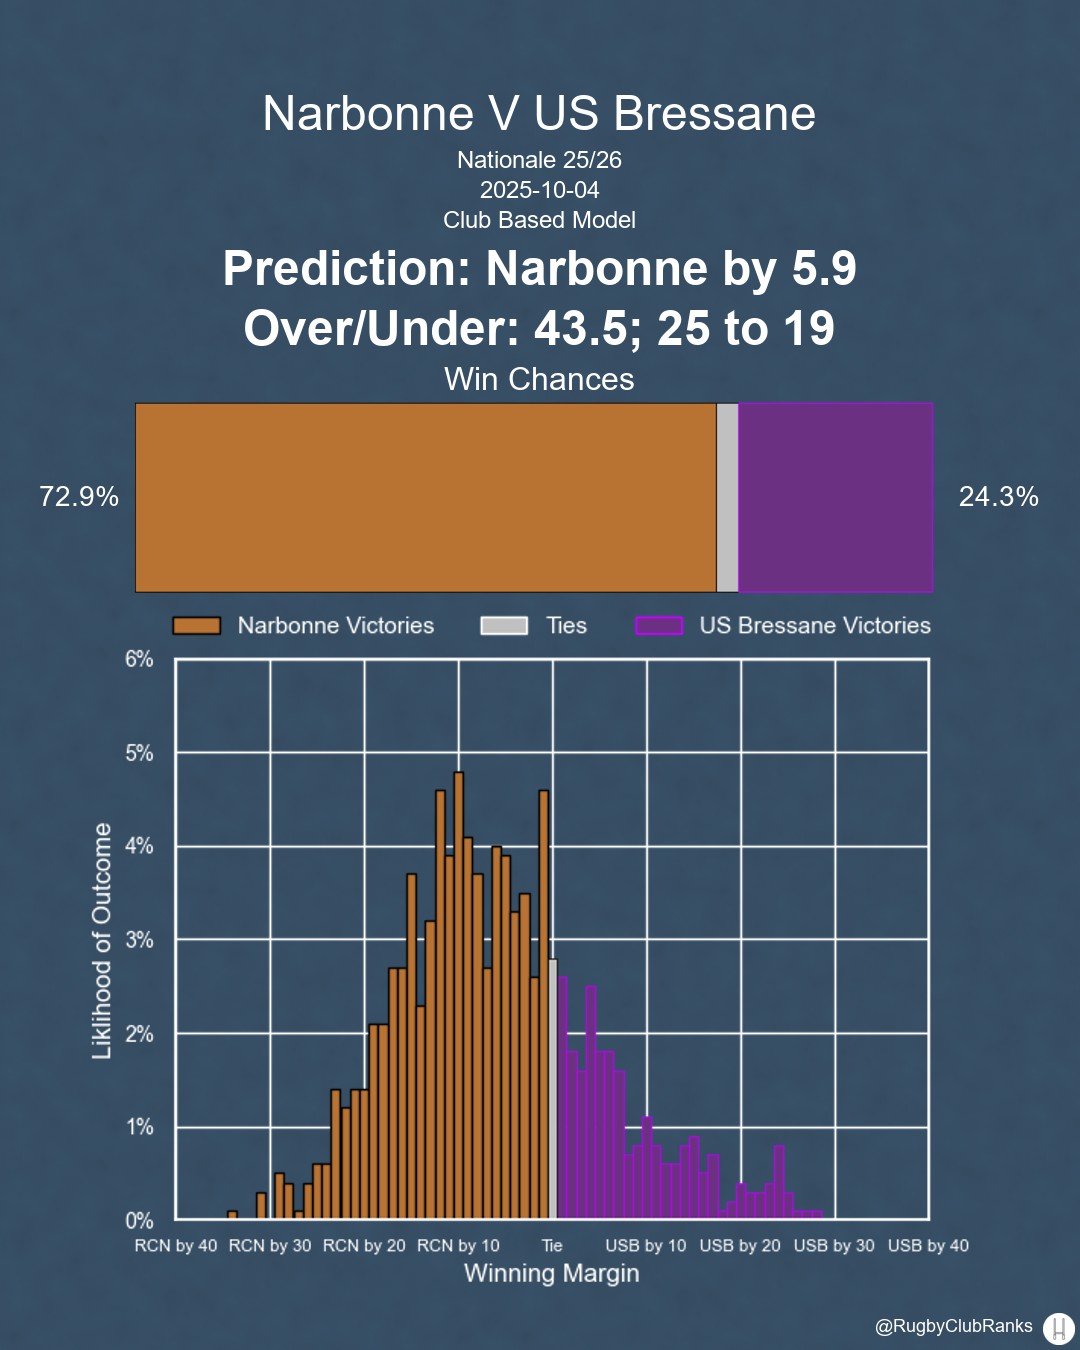 Narbonne V US Bressane
Nationale 25/26
2025-10-04
Club Based Model
Prediction: Narbonne by 5.9
Over/Under: 43.5; 25 to 19
Win Chances
72.9%
24.3%
Narbonne Victories
Ties
US Bressane Victories
6%
5%
4%
3%
2%
1%
0%
Liklihood of Outcome
RCN by 40
RCN by 30
RCN by 20
RCN by 10
Tie
USB by 10
USB by 20
USB by 30
USB by 40
Winning Margin
@RugbyClubRanks